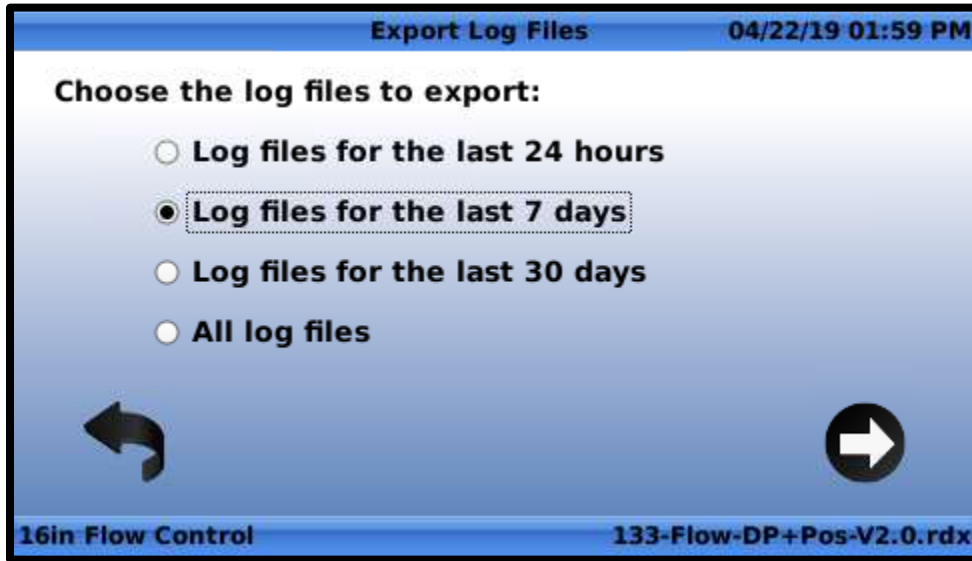 Export Log Files 04/22/19 01:59 PM
Choose the log files to export:
Log files for the last 24 hours
Log files for the last 7 days
Log files for the last 30 days
All log files
16in Flow Control 133-Flow-DP+Pos-V2.0.rdx